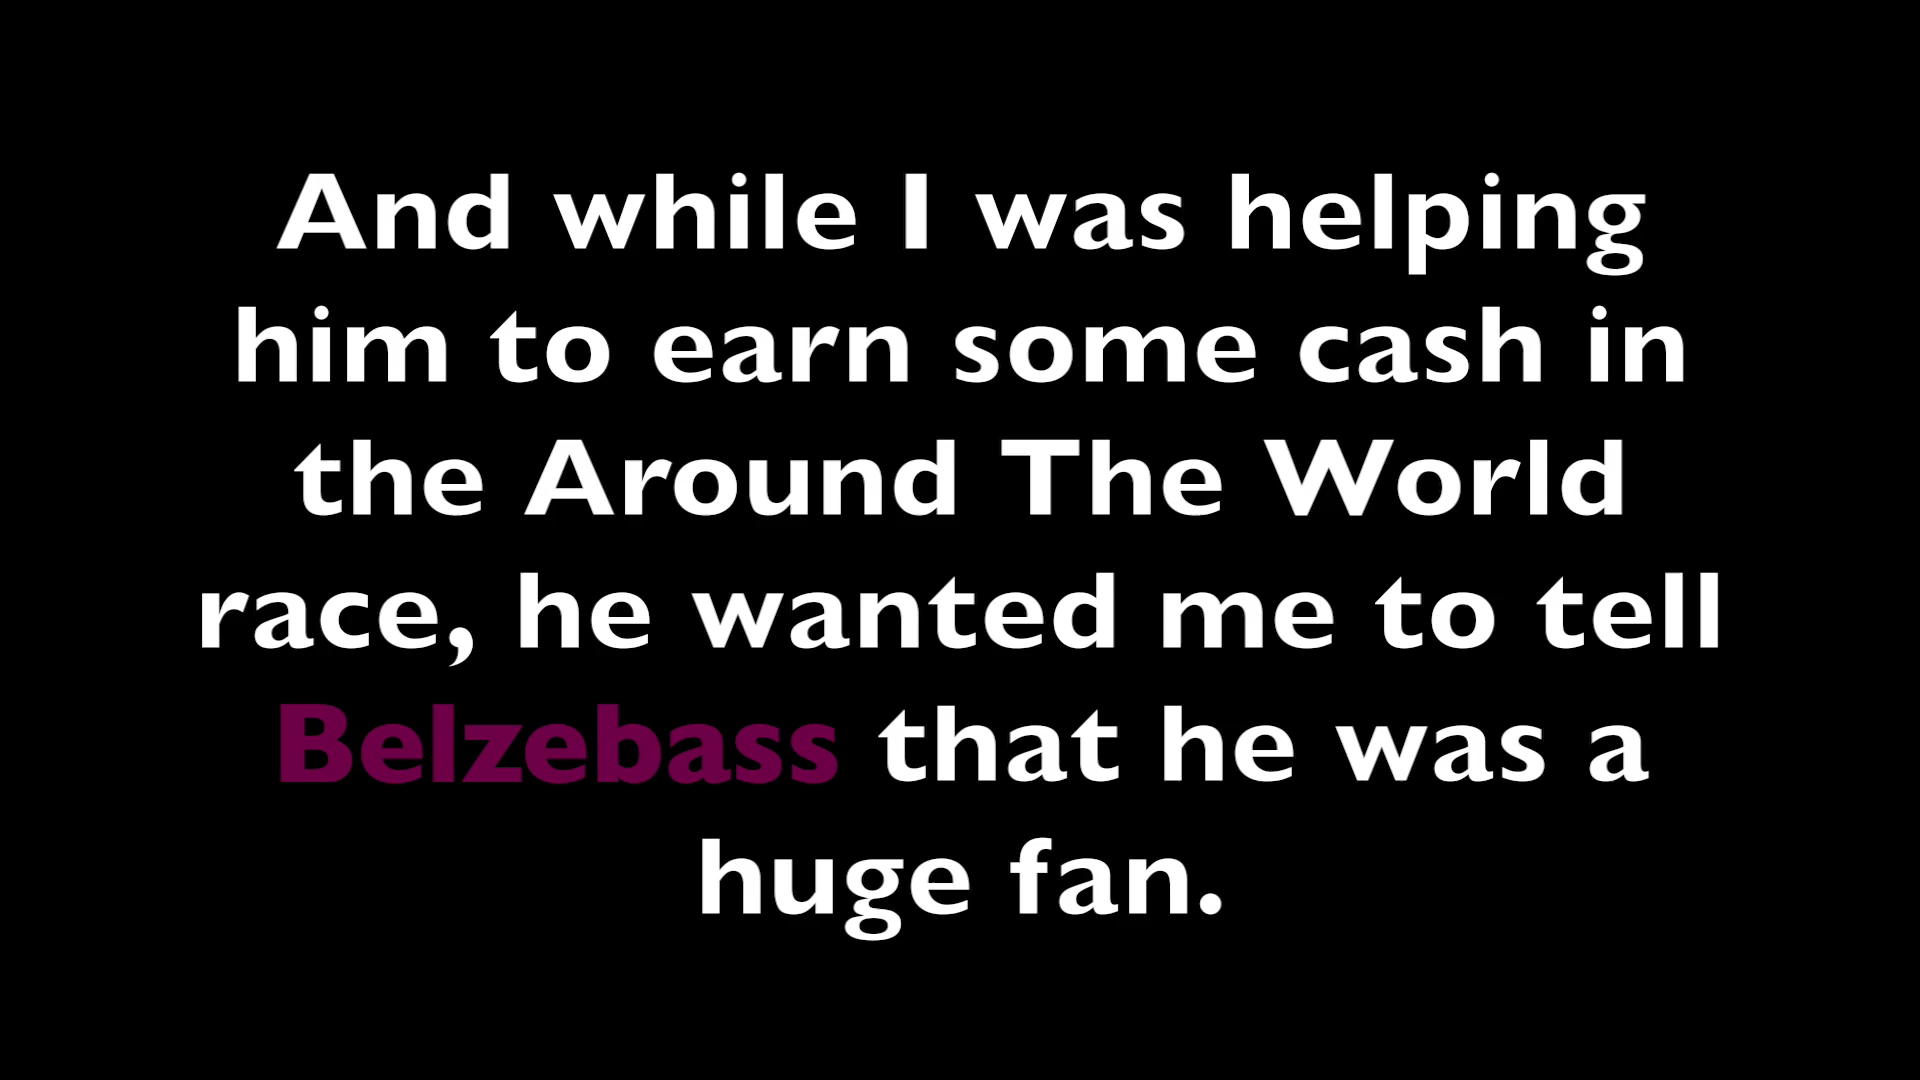 And while I was helping
him to earn some cash in
the Around The World
race, he wanted me to tell
Belzebass that he was a
huge fan.